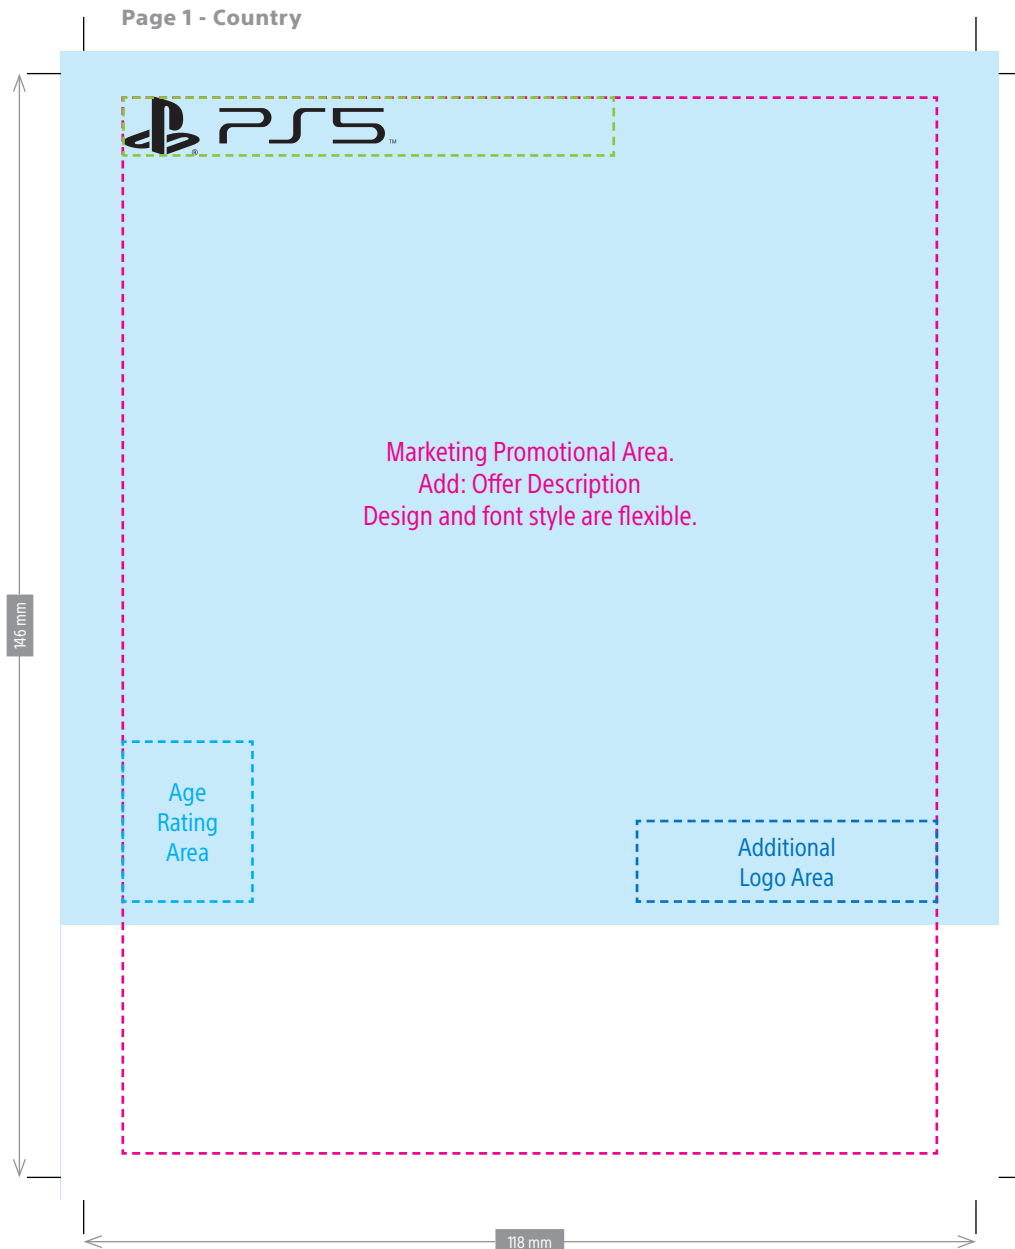 Page 1 - Country
PS5™
®
146 mm
Marketing Promotional Area.
Add: Offer Description
Design and font style are flexible.
Age
Rating
Area
Additional
Logo Area
118 mm